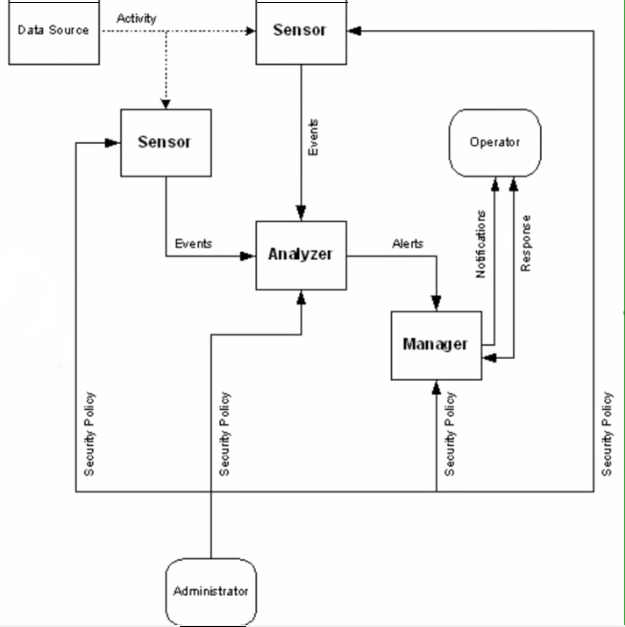 Activity
Data Source
Sensor
Sensor
Events
Operator
Events
Analyzer
Alerts
Notifications
Response
Manager
Security Policy
Security Policy
Security Policy
Security Policy
Administrator